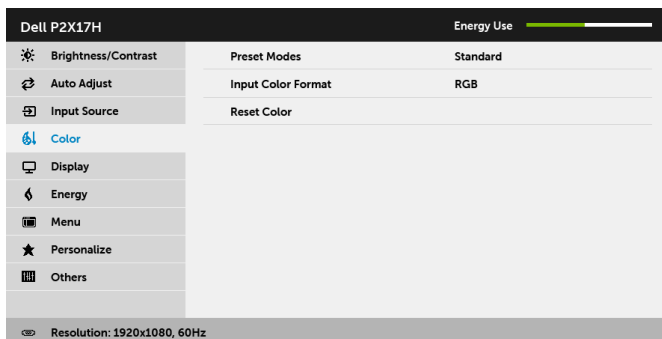 Dell P2X17H Energy Use
Brightness/Contrast Preset Modes Standard
Auto Adjust Input Color Format RGB
Input Source Reset Color
Color
Display
Energy
Menu
Personalize
Others
Resolution: 1920x1080, 60Hz